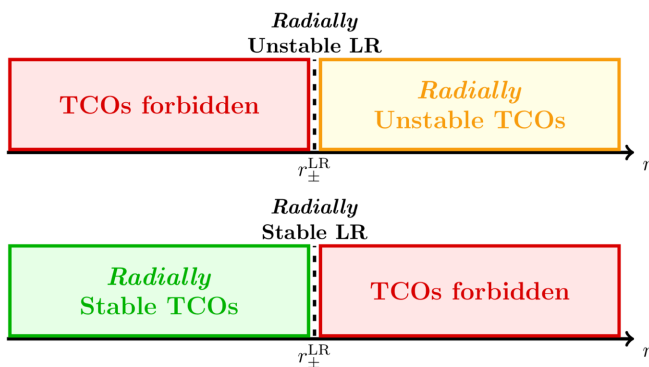 Radially
Unstable LR
TCOs forbidden
Radially
Unstable TCOs
r±^LR
r
Radially
Stable LR
Radially
Stable TCOs
TCOs forbidden
r±^LR
r